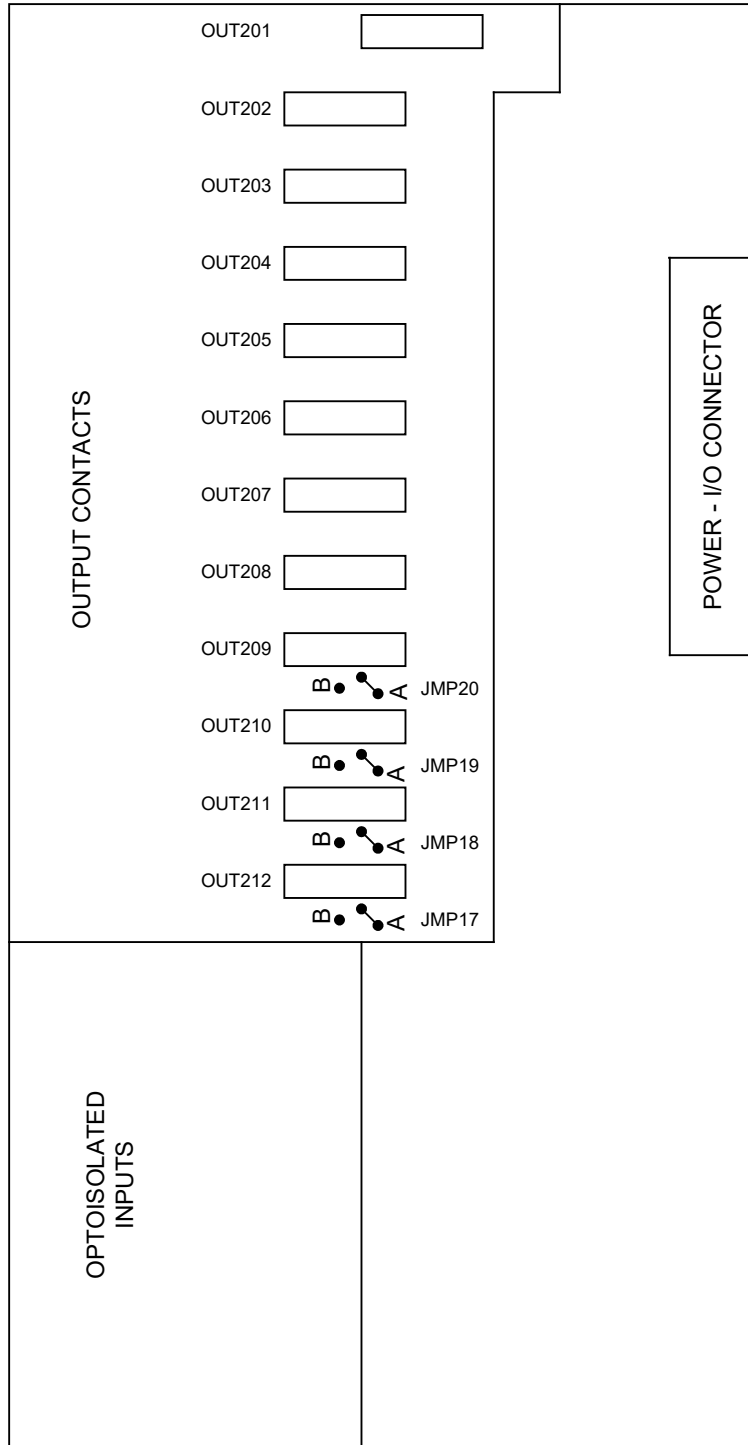 OUT201
OUT202
OUT203
OUT204
OUT205
OUT206
OUT207
OUT208
OUT209
B A JMP20
OUT210
B A JMP19
OUT211
B A JMP18
OUT212
B A JMP17
OUTPUT CONTACTS
POWER - I/O CONNECTOR
OPTOISOLATED
INPUTS